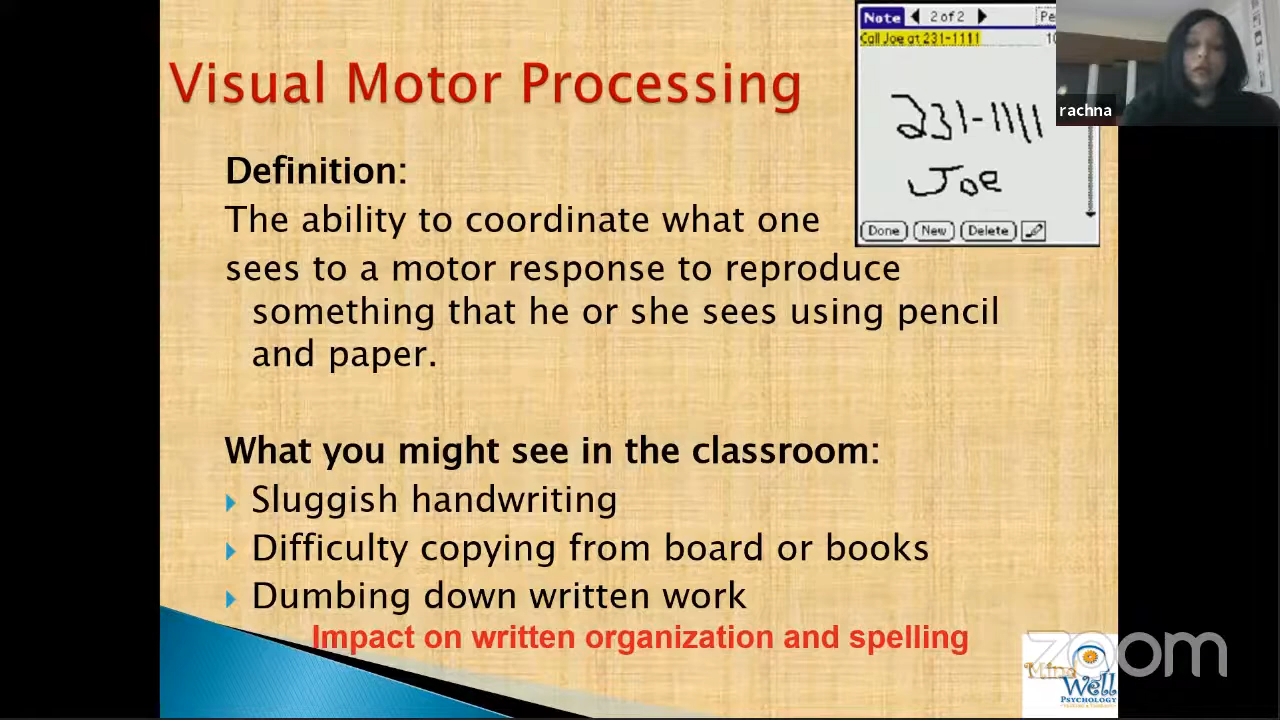 Note 2 of 2
Call Joe at 231-1111
231-1111
Joe
Done New Delete
rachna
Visual Motor Processing
Definition:
The ability to coordinate what one
sees to a motor response to reproduce
something that he or she sees using pencil
and paper.
What you might see in the classroom:
Sluggish handwriting
Difficulty copying from board or books
Dumbing down written work
Impact on written organization and spelling
zoom
Mind
Well
PSYCHOLOGY